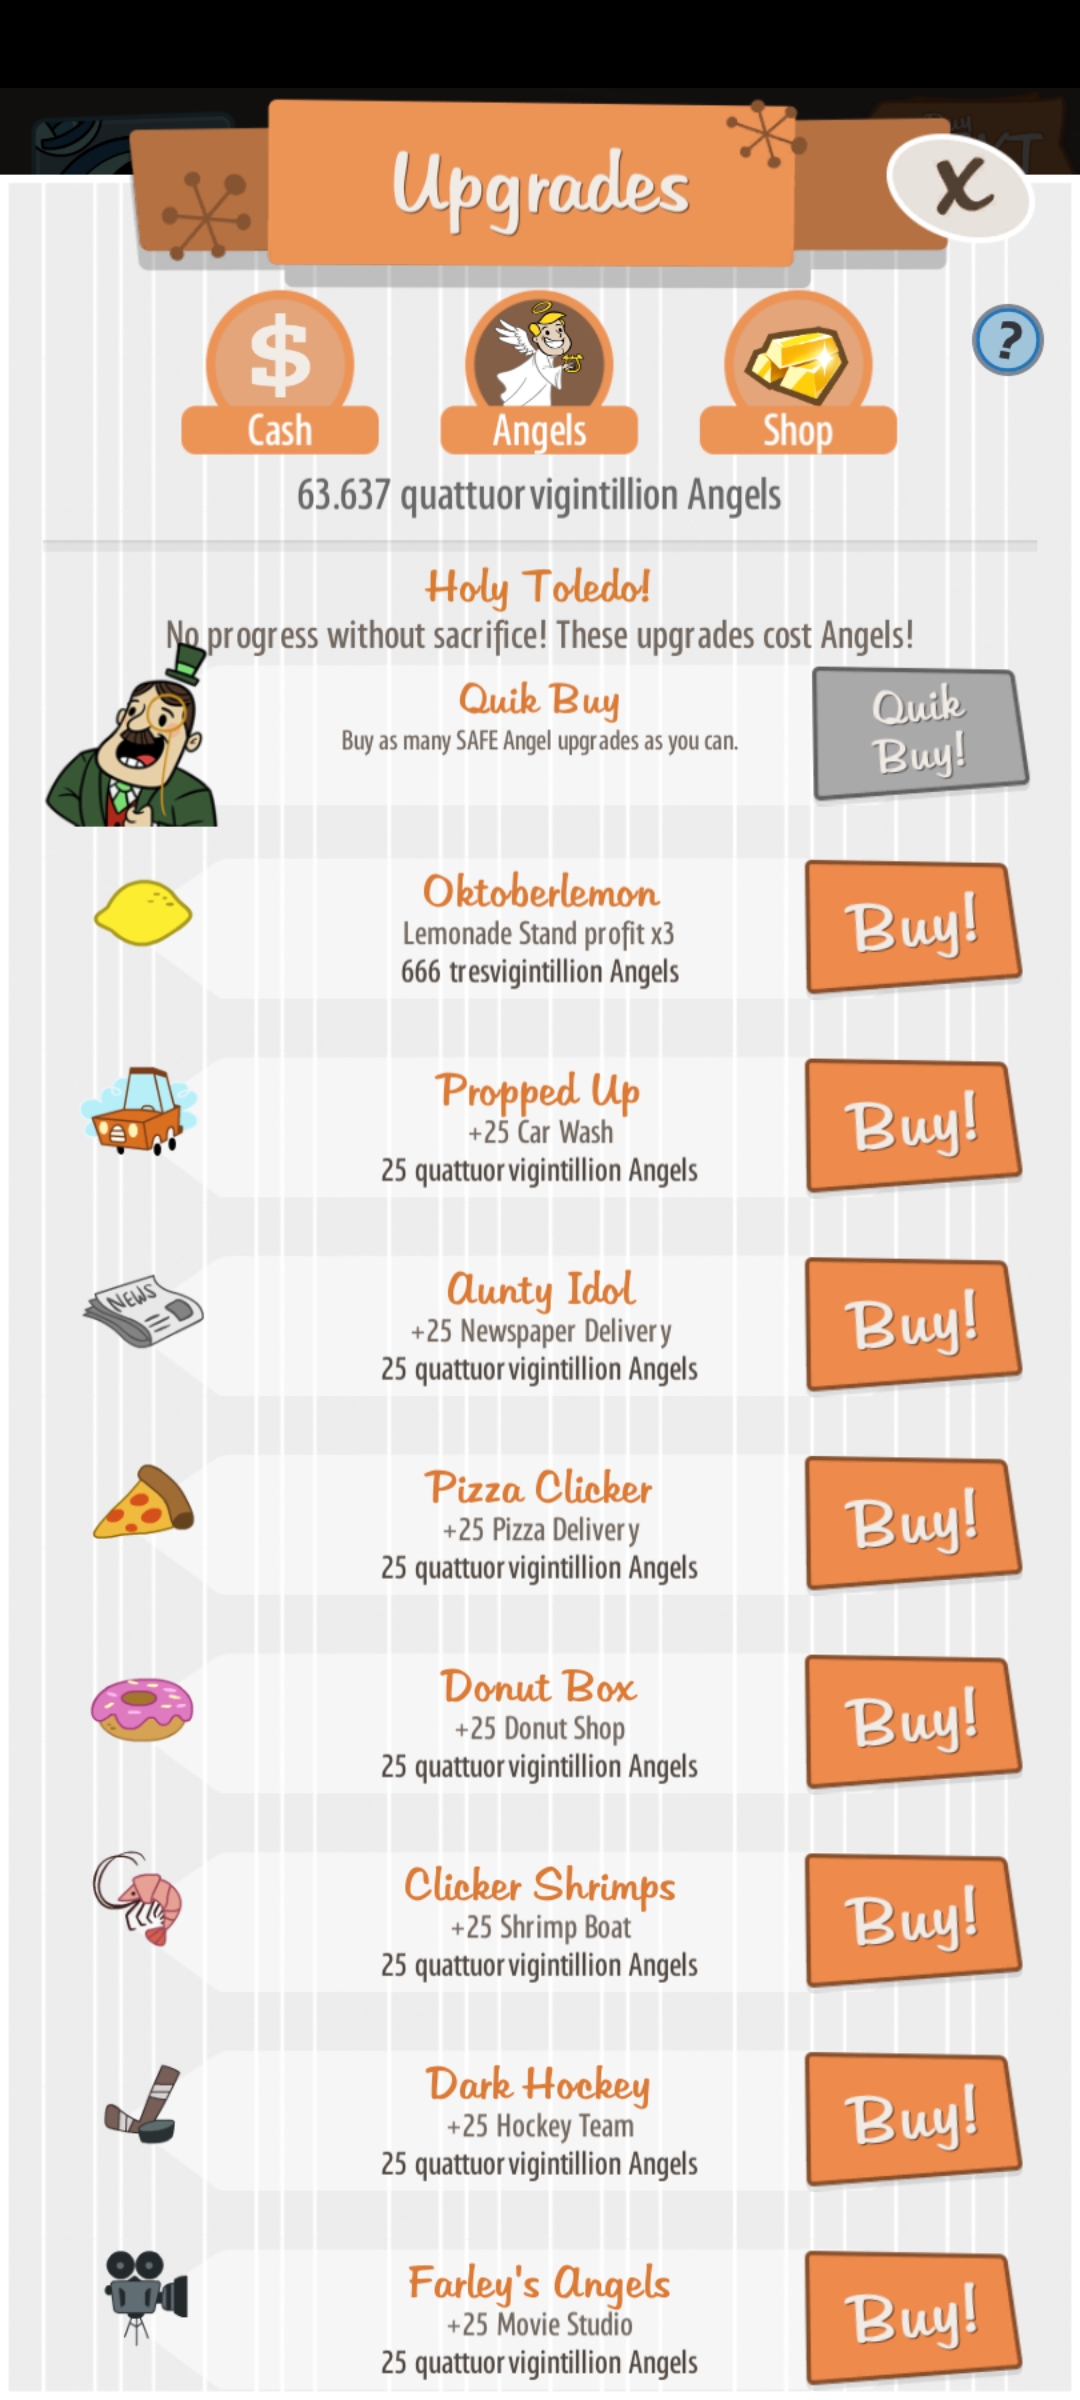 Upgrades
X
?
$
Cash
Angels
Shop
63.637 quattuorvigintillion Angels
Holy Toledo!
No progress without sacrifice! These upgrades cost Angels!
Quik Buy
Buy as many SAFE Angel upgrades as you can.
Quik
Buy!
Oktoberlemon
Lemonade Stand profit x3
666 tresvigintillion Angels
Buy!
Propped Up
+25 Car Wash
25 quattuorvigintillion Angels
Buy!
NEWS
Aunty Idol
+25 Newspaper Delivery
25 quattuorvigintillion Angels
Buy!
Pizza Clicker
+25 Pizza Delivery
25 quattuorvigintillion Angels
Buy!
Donut Box
+25 Donut Shop
25 quattuorvigintillion Angels
Buy!
Clicker Shrimps
+25 Shrimp Boat
25 quattuorvigintillion Angels
Buy!
Dark Hockey
+25 Hockey Team
25 quattuorvigintillion Angels
Buy!
Farley's Angels
+25 Movie Studio
25 quattuorvigintillion Angels
Buy!